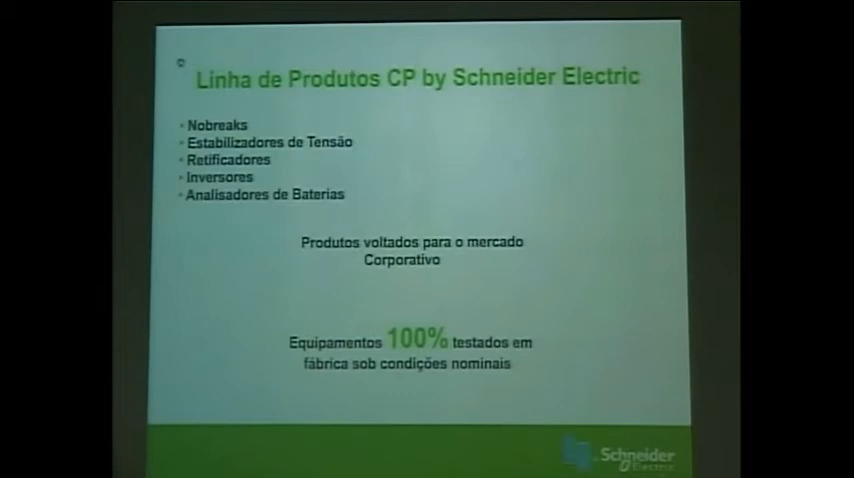 Linha de Produtos CP by Schneider Electric
• Nobreaks
• Estabilizadores de Tensão
• Retificadores
• Inversores
• Analisadores de Baterias
Produtos voltados para o mercado
Corporativo
Equipamentos 100% testados em
fábrica sob condições nominais
Schneider
Electric